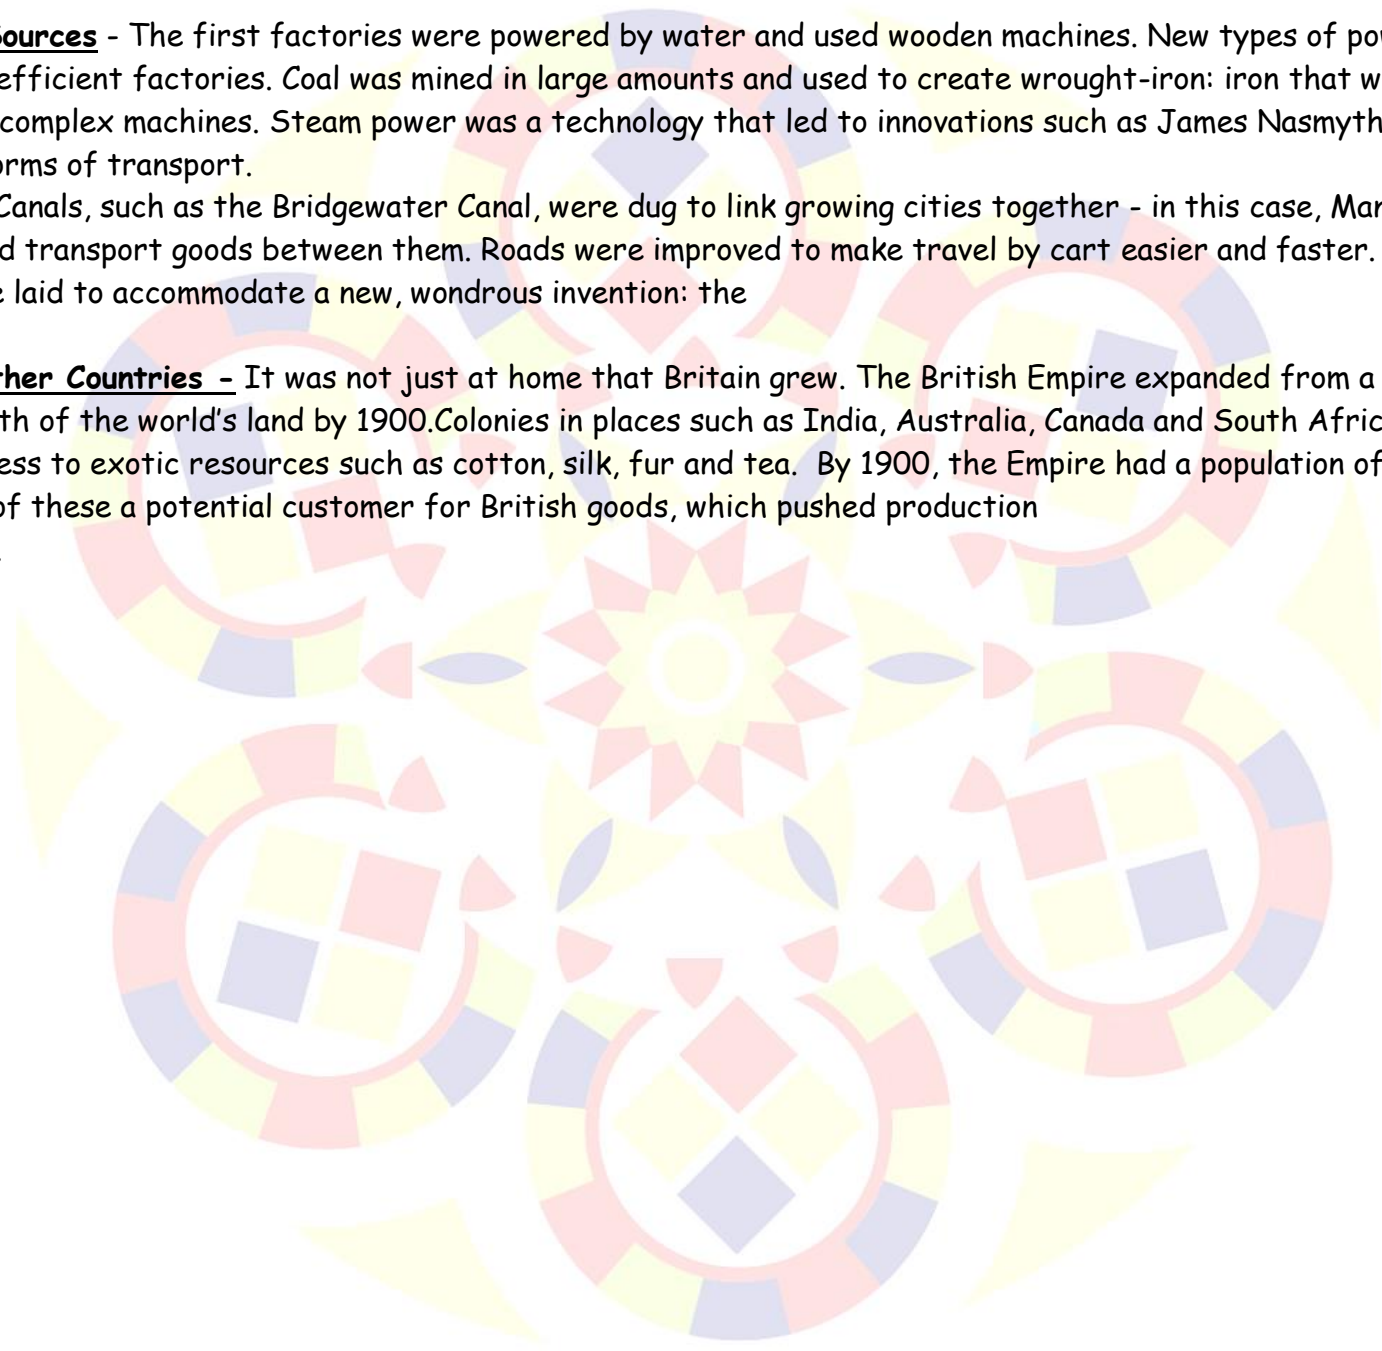 ources - The first factories were powered by water and used wooden machines. New types of po
efficient factories. Coal was mined in large amounts and used to create wrought-iron: iron that w
complex machines. Steam power was a technology that led to innovations such as James Nasmyth
orms of transport.
Canals, such as the Bridgewater Canal, were dug to link growing cities together - in this case, Man
d transport goods between them. Roads were improved to make travel by cart easier and faster.
e laid to accommodate a new, wondrous invention: the
ther Countries - It was not just at home that Britain grew. The British Empire expanded from a
th of the world's land by 1900.Colonies in places such as India, Australia, Canada and South Afric
ess to exotic resources such as cotton, silk, fur and tea. By 1900, the Empire had a population of
of these a potential customer for British goods, which pushed production
.